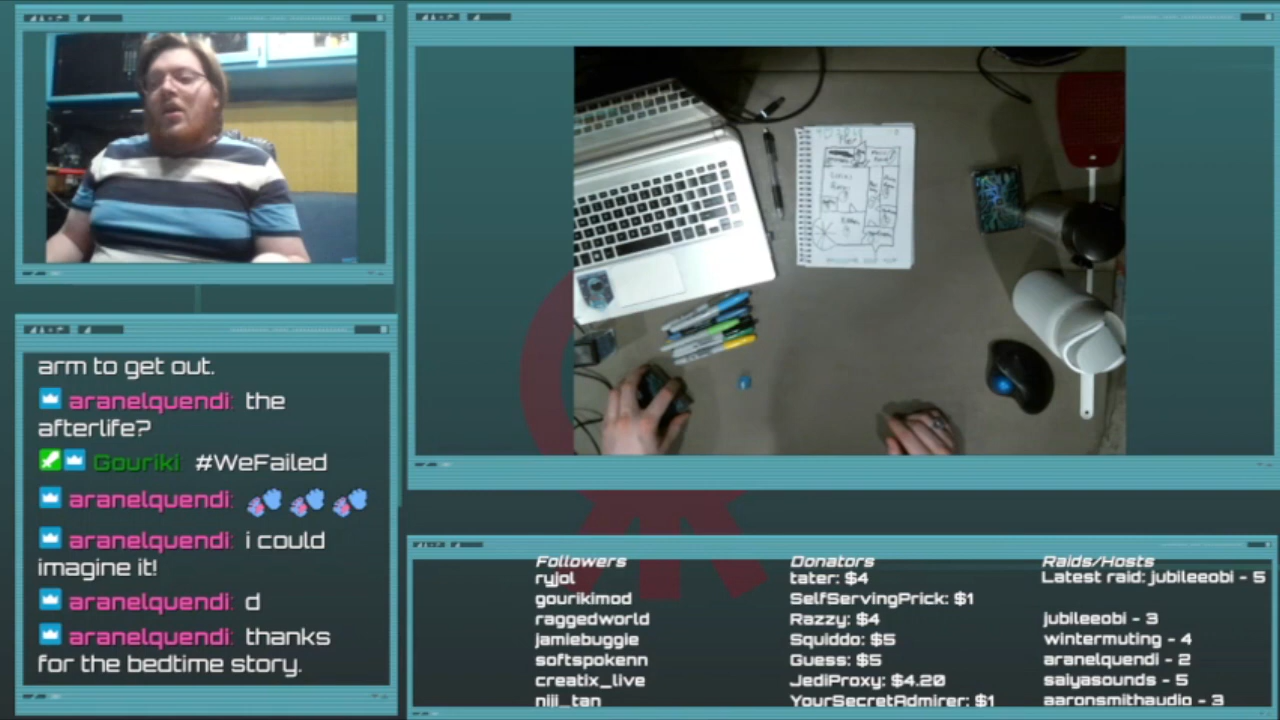 arm to get out.
aranelquendi: the
afterlife?
Gouriki: #WeFailed
aranelquendi:
aranelquendi: i could
imagine it!
aranelquendi: d
aranelquendi: thanks
for the bedtime story.
Followers
ryjol
gourikimod
raggedworld
jamiebuggie
softspokenn
creatix_live
niji_tan
Donators
tater: $4
SelfServingPrick: $1
Razzy: $4
Squiddo: $5
Guess: $5
JediProxy: $4.20
YourSecretAdmirer: $1
Raids/Hosts
Latest raid: jubileeobi - 5
jubileeobi - 3
wintermuting - 4
aranelquendi - 2
saiyasounds - 5
aaronsmithaudio - 3